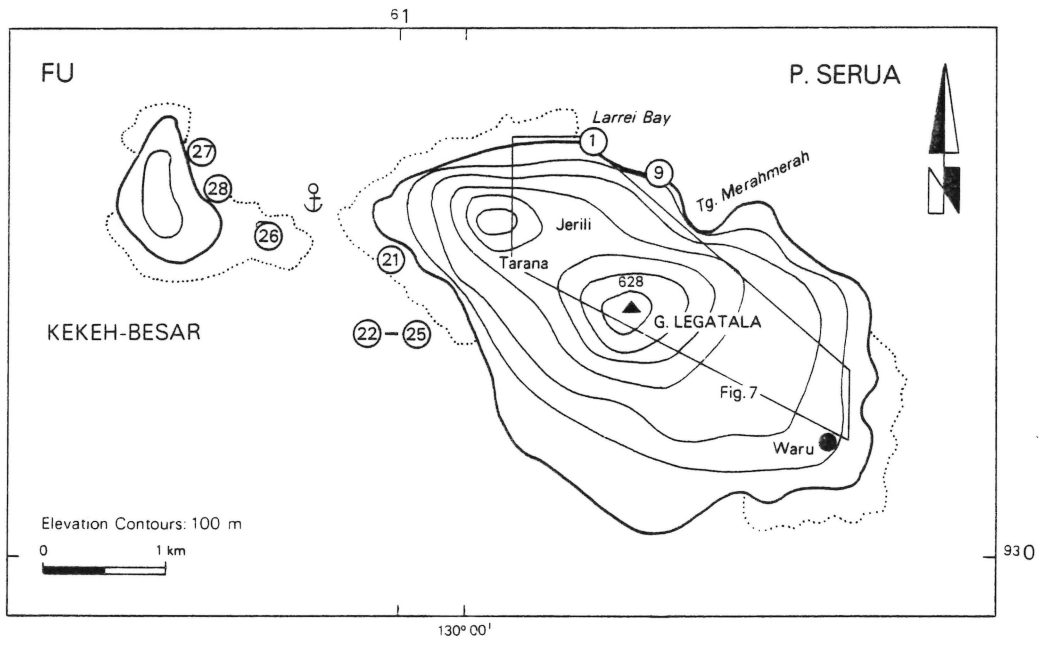 61
FU
P. SERUA
Larrei Bay
1
27
9
Tg. Merahmerah
28
26
Jerili
21
Tarana
628
G. LEGATALA
KEKEH-BESAR
22 – 25
Fig. 7
Waru
N
Elevation Contours: 100 m
0 1 km
930
130° 00'